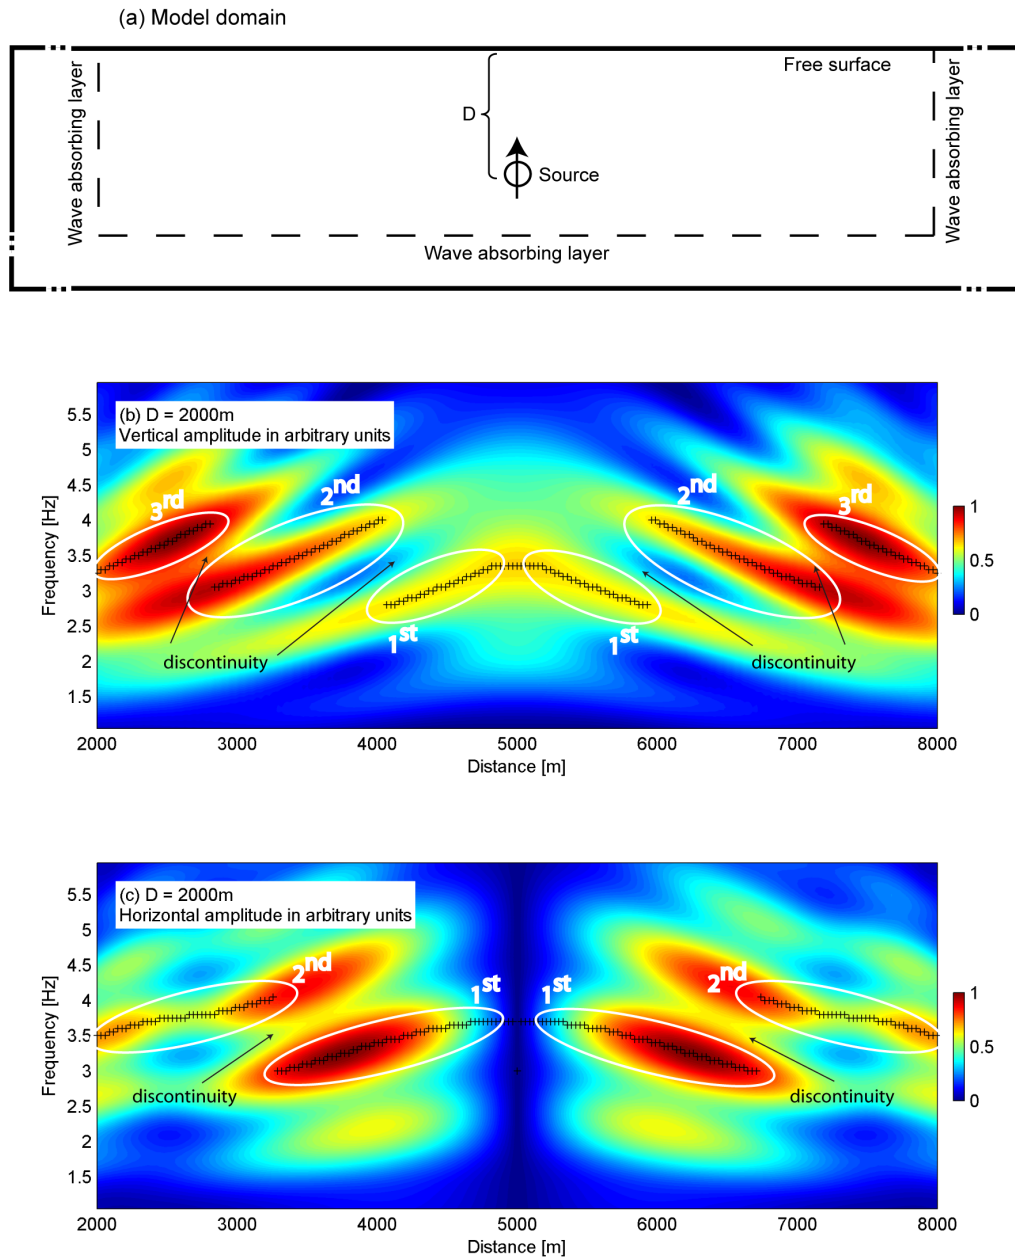 (a) Model domain
Free surface
Wave absorbing layer
D
Source
Wave absorbing layer
Wave absorbing layer
(b) D = 2000m
Vertical amplitude in arbitrary units
Frequency [Hz]
5.5
5
4.5
4
3.5
3
2.5
2
1.5
3rd
2nd
2nd
3rd
1st
1st
discontinuity
discontinuity
1
0.5
0
2000 3000 4000 5000 6000 7000 8000
Distance [m]
(c) D = 2000m
Horizontal amplitude in arbitrary units
Frequency [Hz]
5.5
5
4.5
4
3.5
3
2.5
2
1.5
2nd
1st
1st
2nd
discontinuity
discontinuity
1
0.5
0
2000 3000 4000 5000 6000 7000 8000
Distance [m]